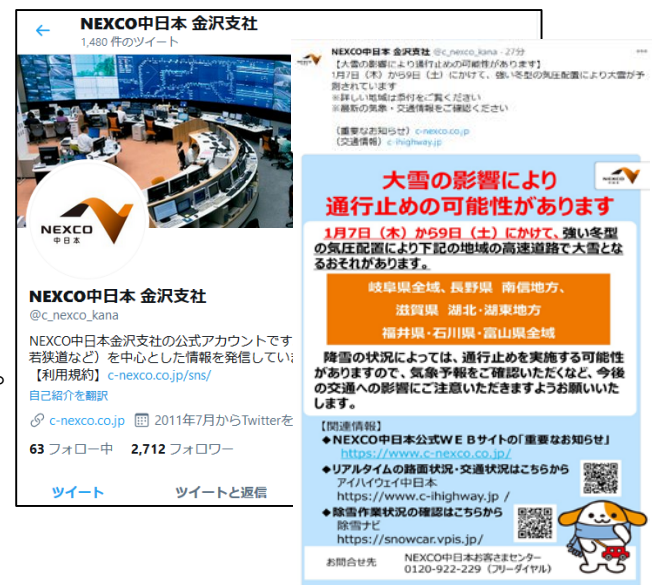 NEXCO中日本 金沢支社
1,480 件のツイート
NEXCO
中日本
NEXCO中日本 金沢支社
@c_nexco_kana
NEXCO中日本金沢支社の公式アカウントです
若狭道など）を中心とした情報を発信してい
【利用規約】c-nexco.co.jp/sns/
自己紹介を翻訳
c-nexco.co.jp 2011年7月からTwitterを
63 フォロー中 2,712 フォロワー
ツイート ツイートと返信
NEXCO中日本 金沢支社 @c_nexco_kana · 27分
【大雪の影響により通行止めの可能性があります】
1月7日（木）から9日（土）にかけて、強い冬型の気圧配置により大雪が予
測されています
※詳しい地域は添付をご覧ください
※最新の気象・交通情報をご確認ください
（重要なお知らせ）c-nexco.co.jp
（交通情報）c-ihighway.jp
NEXCO
大雪の影響により
通行止めの可能性があります
1月7日（木）から9日（土）にかけて、強い冬型
の気圧配置により下記の地域の高速道路で大雪とな
るおそれがあります。
岐阜県全域、長野県 南信地方、
滋賀県 湖北・湖東地方
福井県・石川県・富山県全域
降雪の状況によっては、通行止めを実施する可能性
がありますので、気象予報をご確認いただくなど、今後
の交通への影響にご注意いただきますようお願いいた
します。
【関連情報】
◆NEXCO中日本公式ＷＥＢサイトの「重要なお知らせ」
https://www.c-nexco.co.jp/
◆リアルタイムの路面状況・交通状況はこちらから
アイハイウェイ中日本
https://www.c-ihighway.jp /
◆除雪作業状況の確認はこちらから
除雪ナビ
https://snowcar.vpis.jp/
お問合せ先 NEXCO中日本お客さまセンター
0120-922-229（フリーダイヤル）